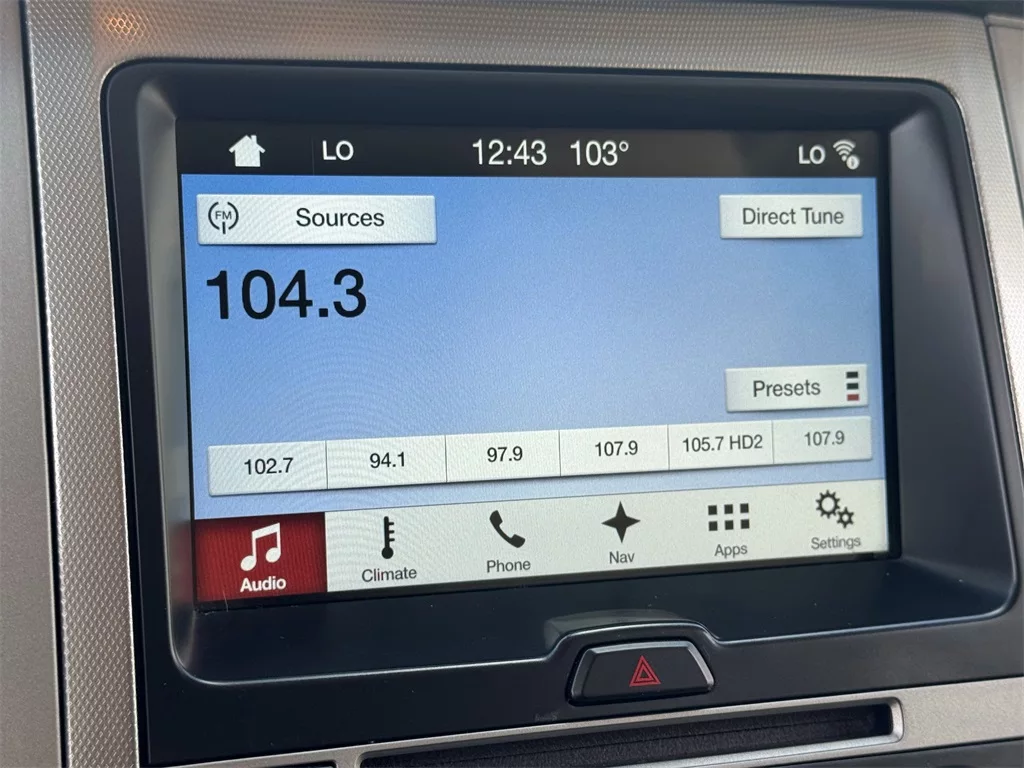 LO 12:43 103° LO
FM Sources Direct Tune
104.3
Presets
102.7 94.1 97.9 107.9 105.7 HD2 107.9
Audio Climate Phone Nav Apps Settings